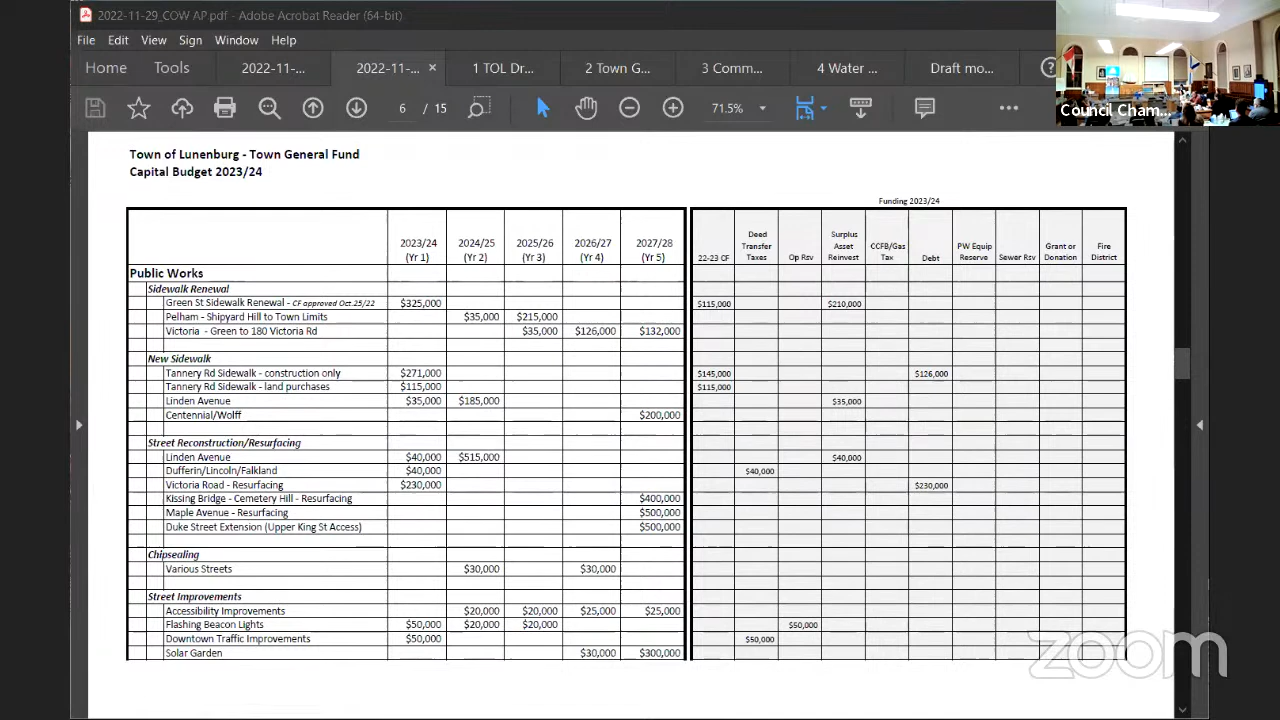 2022-11-29_COW AP.pdf - Adobe Acrobat Reader (64-bit)
File Edit View Sign Window Help
Home Tools 2022-11-... 2022-11-... × 1 TOL Dr... 2 Town G... 3 Comm... 4 Water ... Draft mo...
6 / 15 71.5%
Council Cham...
Town of Lunenburg - Town General Fund
Capital Budget 2023/24
Funding 2023/24
2023/24 (Yr 1) 2024/25 (Yr 2) 2025/26 (Yr 3) 2026/27 (Yr 4) 2027/28 (Yr 5) 22-23 CF Deed Transfer Taxes Op Rsv Surplus Asset Reinvest CCFB/Gas Tax Debt PW Equip Reserve Sewer Rsv Grant or Donation Fire District
Public Works
Sidewalk Renewal
Green St Sidewalk Renewal - CF approved Oct.25/22 $325,000 $115,000 $210,000
Pelham - Shipyard Hill to Town Limits $35,000 $215,000
Victoria - Green to 180 Victoria Rd $35,000 $126,000 $132,000
New Sidewalk
Tannery Rd Sidewalk - construction only $271,000 $145,000 $126,000
Tannery Rd Sidewalk - land purchases $115,000 $115,000
Linden Avenue $35,000 $185,000 $35,000
Centennial/Wolff $200,000
Street Reconstruction/Resurfacing
Linden Avenue $40,000 $515,000 $40,000
Dufferin/Lincoln/Falkland $40,000 $40,000
Victoria Road - Resurfacing $230,000 $230,000
Kissing Bridge - Cemetery Hill - Resurfacing $400,000
Maple Avenue - Resurfacing $500,000
Duke Street Extension (Upper King St Access) $500,000
Chipsealing
Various Streets $30,000 $30,000
Street Improvements
Accessibility Improvements $20,000 $20,000 $25,000 $25,000
Flashing Beacon Lights $50,000 $20,000 $20,000 $50,000
Downtown Traffic Improvements $50,000 $50,000
Solar Garden $30,000 $300,000
zoom